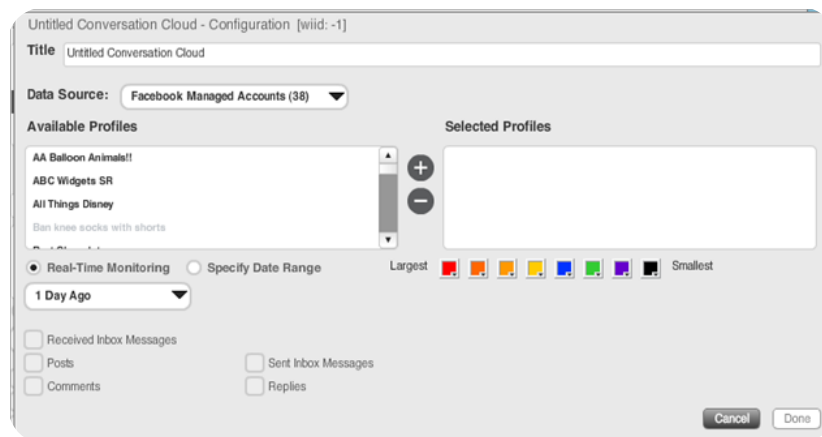 Untitled Conversation Cloud - Configuration [wiid: -1]
Title Untitled Conversation Cloud
Data Source: Facebook Managed Accounts (38)
Available Profiles Selected Profiles
AA Balloon Animals!!
ABC Widgets SR
All Things Disney
Ban knee socks with shorts
Real-Time Monitoring Specify Date Range Largest Smallest
1 Day Ago
Received Inbox Messages
Posts Sent Inbox Messages
Comments Replies
Cancel Done